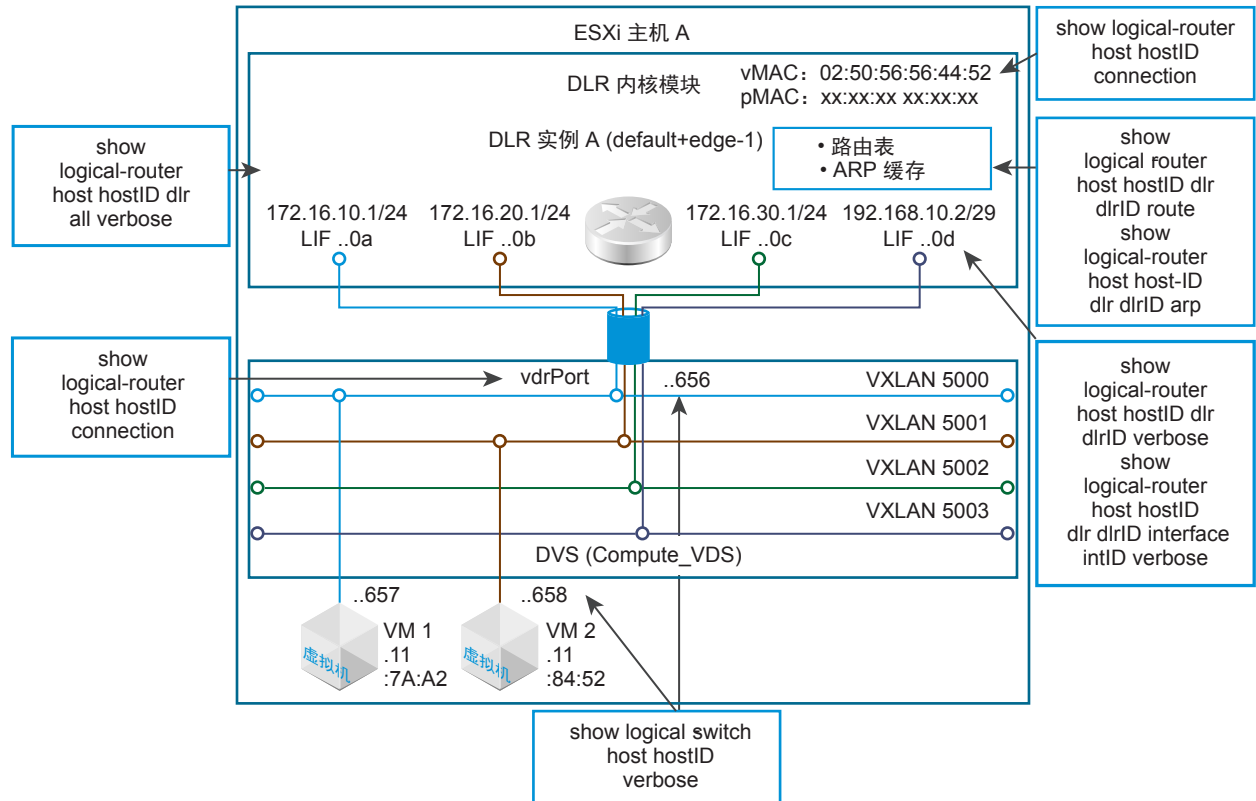 ESXi 主机 A
DLR 内核模块
vMAC：02:50:56:56:44:52
pMAC：xx:xx:xx xx:xx:xx
DLR 实例 A (default+edge-1)
• 路由表
• ARP 缓存
172.16.10.1/24
LIF ..0a
172.16.20.1/24
LIF ..0b
172.16.30.1/24
LIF ..0c
192.168.10.2/29
LIF ..0d
show logical-router
host hostID
connection
show
logical-router
host hostID dlr
all verbose
show
logical router
host hostID dlr
dlrID route
show
logical-router
host host-ID
dlr dlrID arp
show
logical-router
host hostID
connection
vdrPort
..656
VXLAN 5000
VXLAN 5001
VXLAN 5002
VXLAN 5003
DVS (Compute_VDS)
show
logical-router
host hostID dlr
dlrID verbose
show
logical-router
host hostID
dlr dlrID interface
intID verbose
..657
虚拟机
VM 1
.11
:7A:A2
..658
虚拟机
VM 2
.11
:84:52
show logical switch
host hostID
verbose